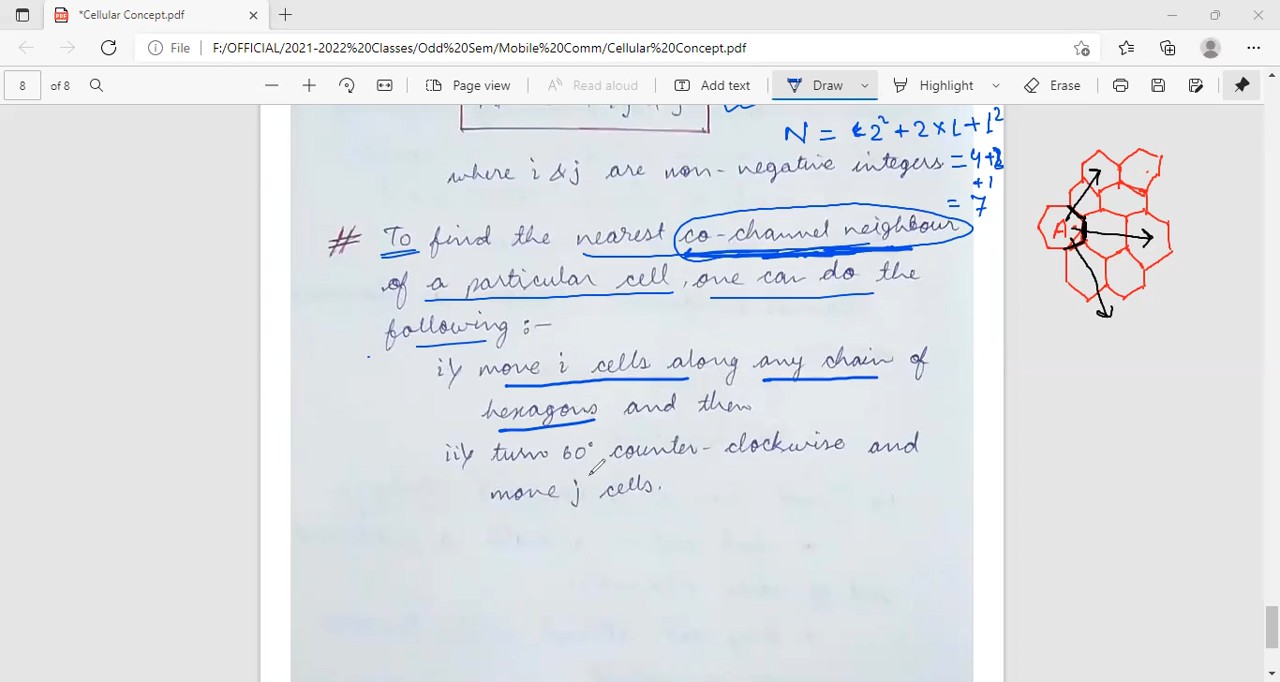 *Cellular Concept.pdf
File
F:/OFFICIAL/2021-2022%20Classes/Odd%20Sem/Mobile%20Comm/Cellular%20Concept.pdf
8 of 8
Page view
Read aloud
Add text
Draw
Highlight
Erase
N = 2² + 2 × 1 + 1²
where i & j are non-negative integers
= 4+2
+1
= 7
# To find the nearest co-channel neighbour
of a particular cell, one can do the
following :-
i) move i cells along any chain of
hexagons and then
ii) turn 60° counter-clockwise and
move j cells.
A